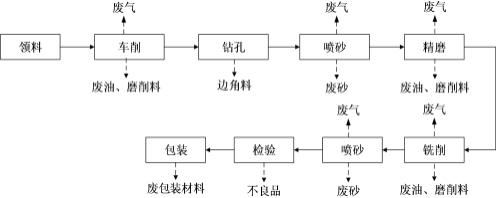 废气 废气 废气
领料 车削 钻孔 喷砂 精磨
废油、磨削料 边角料 废砂 废油、磨削料
废气 废气
包装 检验 喷砂 铣削
废包装材料 不良品 废砂 废油、磨削料